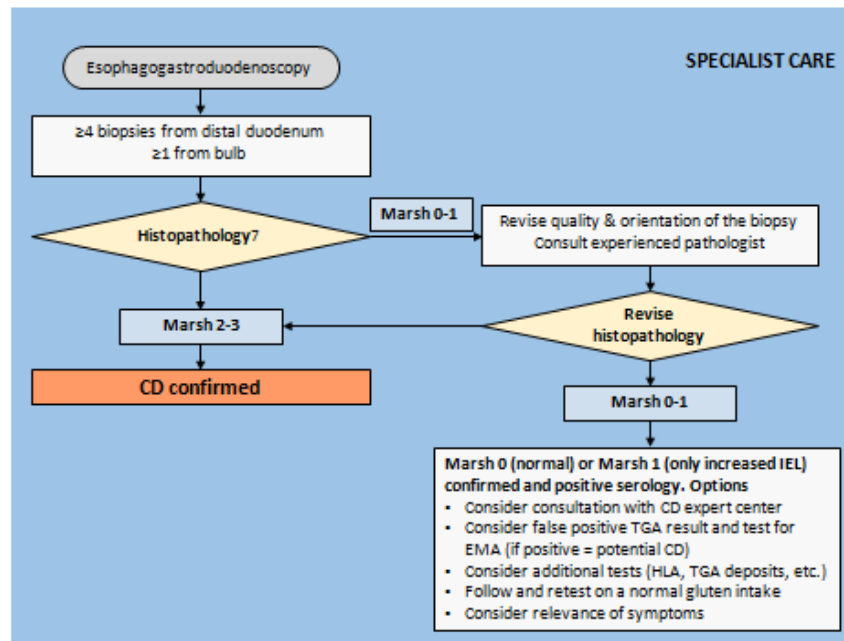 SPECIALIST CARE
Esophagogastroduodenoscopy
≥4 biopsies from distal duodenum
≥1 from bulb
Histopathology?
Marsh 0-1
Revise quality & orientation of the biopsy
Consult experienced pathologist
Revise
histopathology
Marsh 2-3
CD confirmed
Marsh 0-1
Marsh 0 (normal) or Marsh 1 (only increased IEL)
confirmed and positive serology. Options
▪ Consider consultation with CD expert center
▪ Consider false positive TGA result and test for
EMA (if positive = potential CD)
▪ Consider additional tests (HLA, TGA deposits, etc.)
▪ Follow and retest on a normal gluten intake
▪ Consider relevance of symptoms